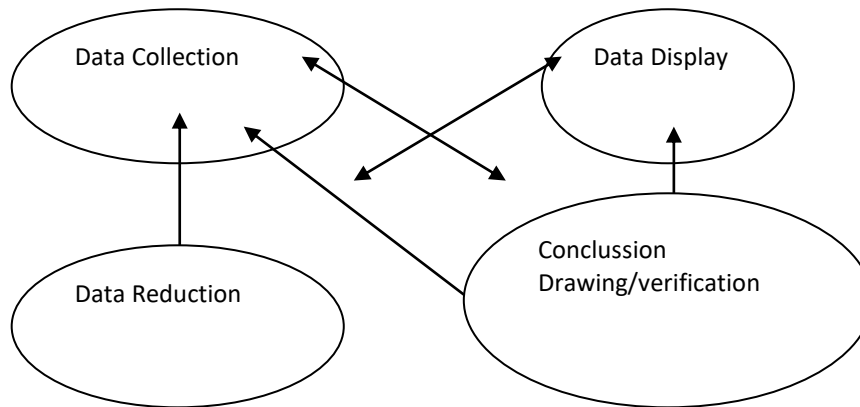 Data Collection
Data Display
Data Reduction
Conclussion
Drawing/verification